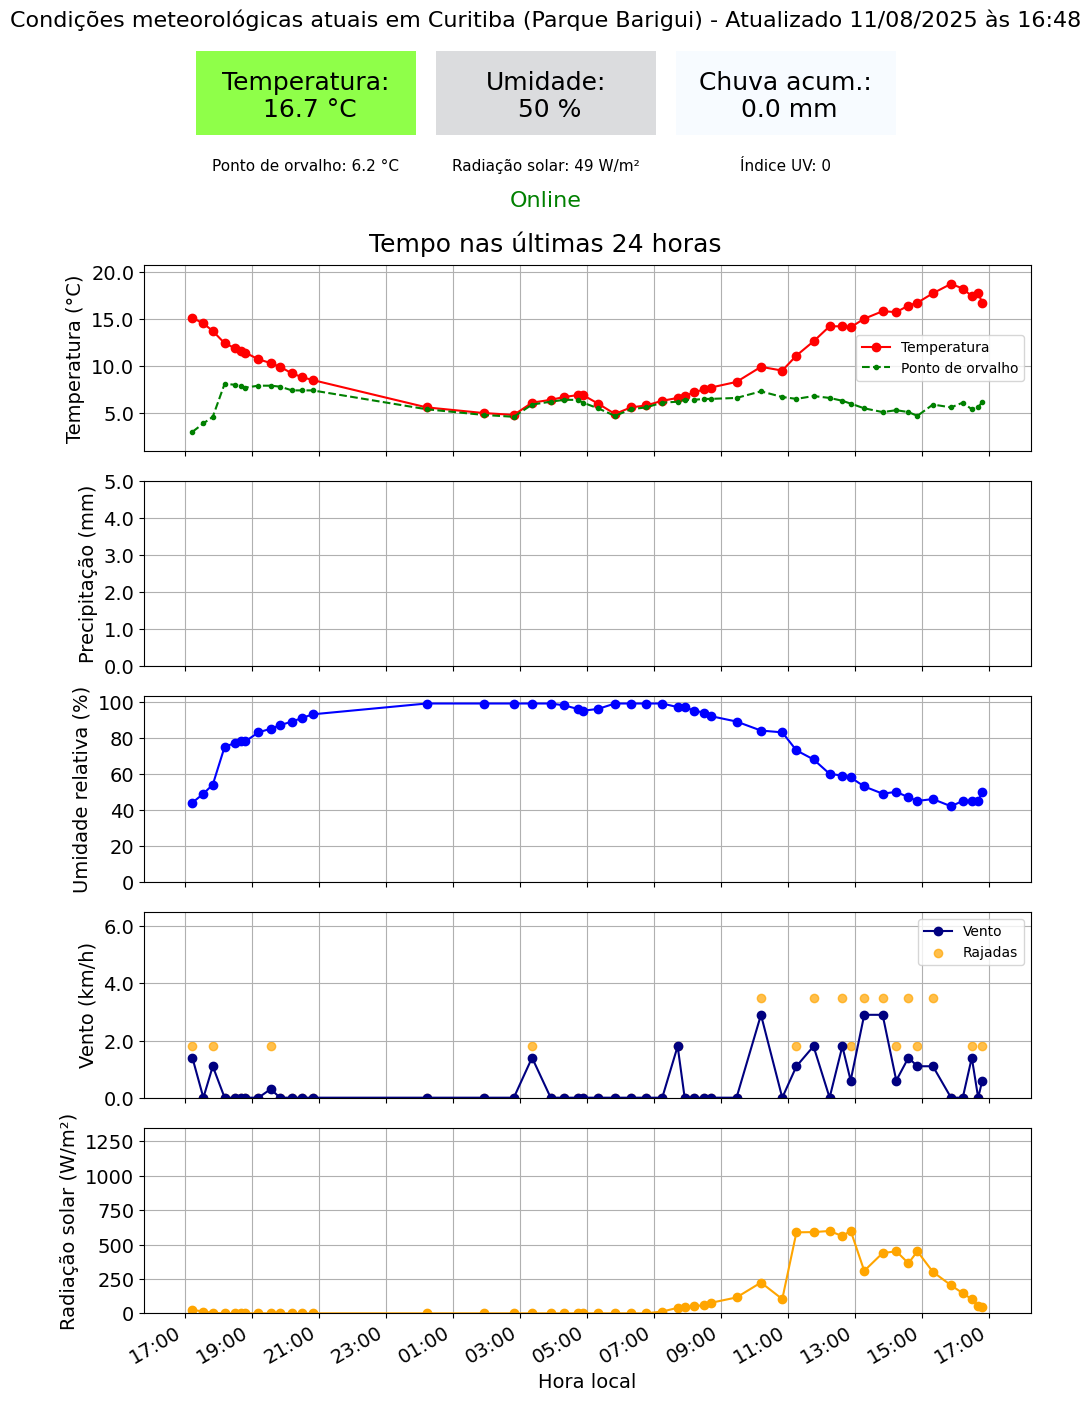 Condições meteorológicas atuais em Curitiba (Parque Barigui) - Atualizado 11/08/2025 às 16:48
Temperatura:
16.7 °C
Umidade:
50 %
Chuva acum.:
0.0 mm
Ponto de orvalho: 6.2 °C
Radiação solar: 49 W/m²
Índice UV: 0
Online
Tempo nas últimas 24 horas
Temperatura (°C)
20.0
15.0
10.0
5.0
Temperatura
Ponto de orvalho
Precipitação (mm)
5.0
4.0
3.0
2.0
1.0
0.0
Umidade relativa (%)
100
80
60
40
20
0
Vento (km/h)
6.0
4.0
2.0
0.0
Vento
Rajadas
Radiação solar (W/m²)
1250
1000
750
500
250
0
17:00
19:00
21:00
23:00
01:00
03:00
05:00
07:00
09:00
11:00
13:00
15:00
17:00
Hora local